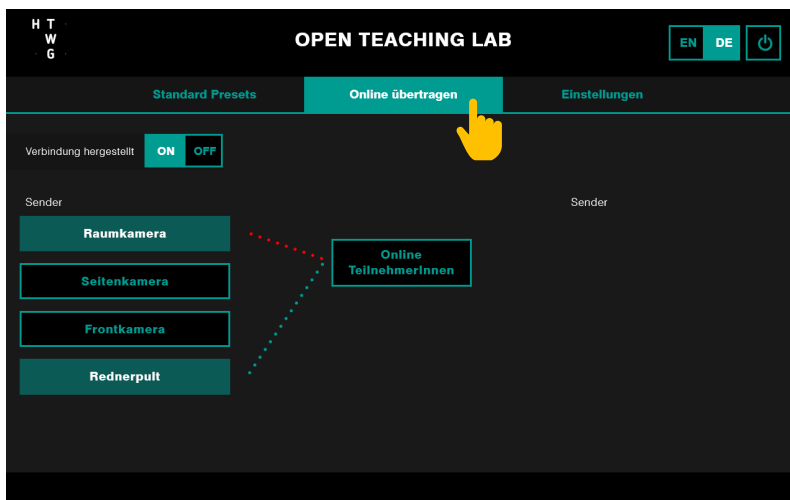 H T
W
G
OPEN TEACHING LAB
EN DE
Standard Presets
Online übertragen
Einstellungen
Verbindung hergestellt
ON OFF
Sender
Sender
Raumkamera
Online
TeilnehmerInnen
Seitenkamera
Frontkamera
Rednerpult